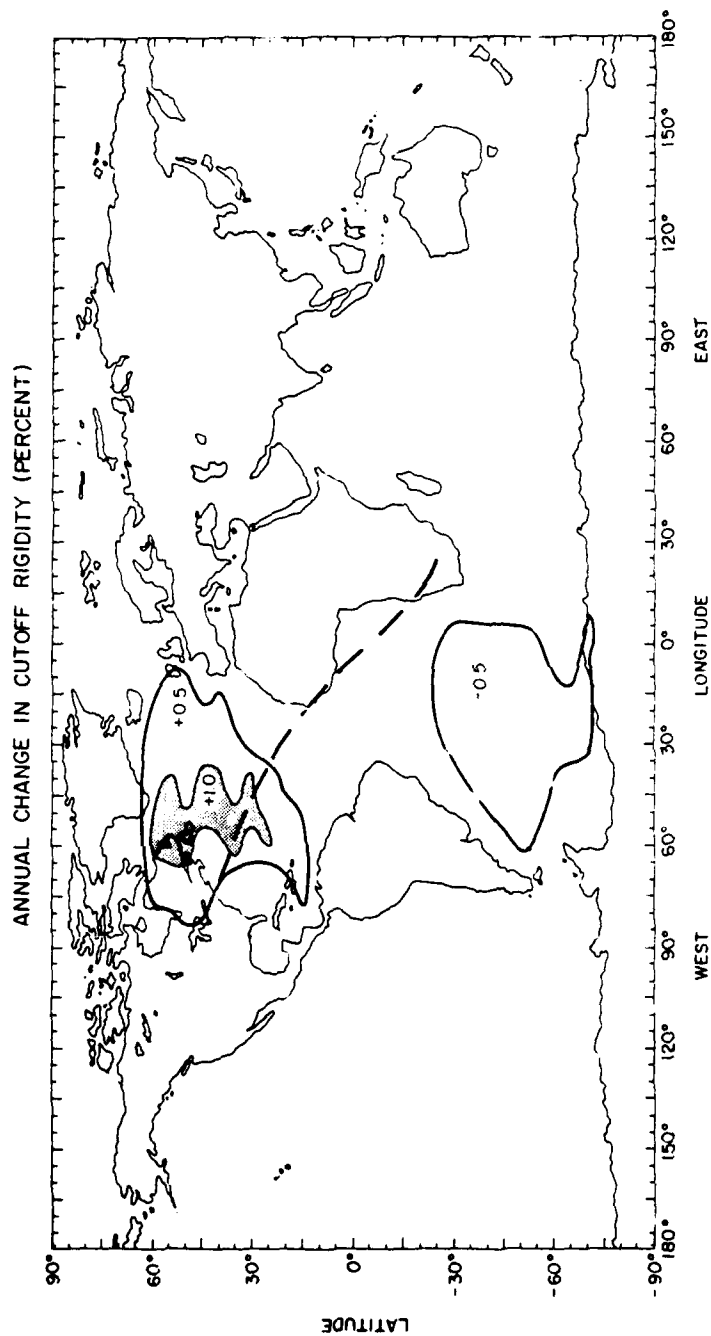 ANNUAL CHANGE IN CUTOFF RIGIDITY (PERCENT)
LATITUDE
90°
60°
30°
0°
-30°
-60°
-90°
+0.5
+1.0
-0.5
180° 150° 120° 90° 60° 30° 0° 30° 60° 90° 120° 150° 180°
WEST LONGITUDE EAST